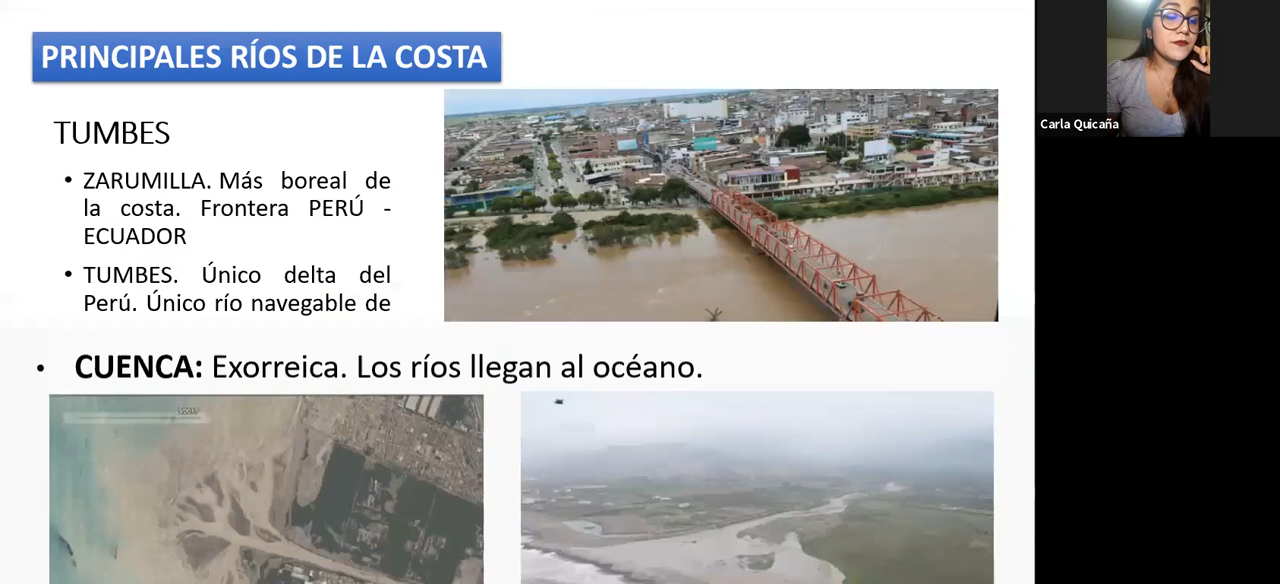 PRINCIPALES RÍOS DE LA COSTA
Carla Quicaña
TUMBES
• ZARUMILLA. Más boreal de
la costa. Frontera PERÚ -
ECUADOR
• TUMBES. Único delta del
Perú. Único río navegable de
• CUENCA: Exorreica. Los ríos llegan al océano.